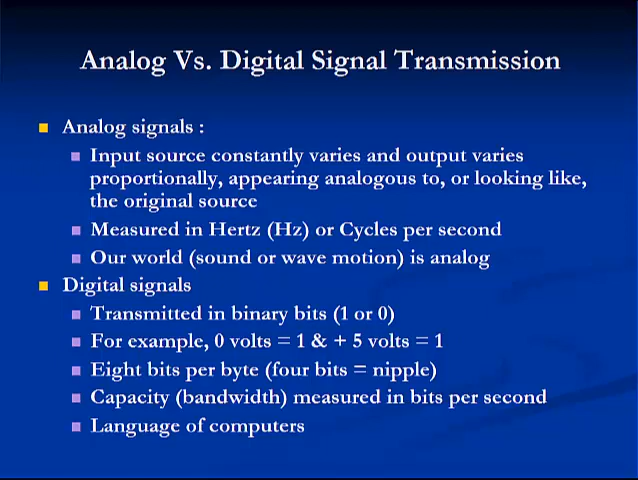 Analog Vs. Digital Signal Transmission
Analog signals :
Input source constantly varies and output varies
proportionally, appearing analogous to, or looking like,
the original source
Measured in Hertz (Hz) or Cycles per second
Our world (sound or wave motion) is analog
Digital signals
Transmitted in binary bits (1 or 0)
For example, 0 volts = 1 & + 5 volts = 1
Eight bits per byte (four bits = nipple)
Capacity (bandwidth) measured in bits per second
Language of computers